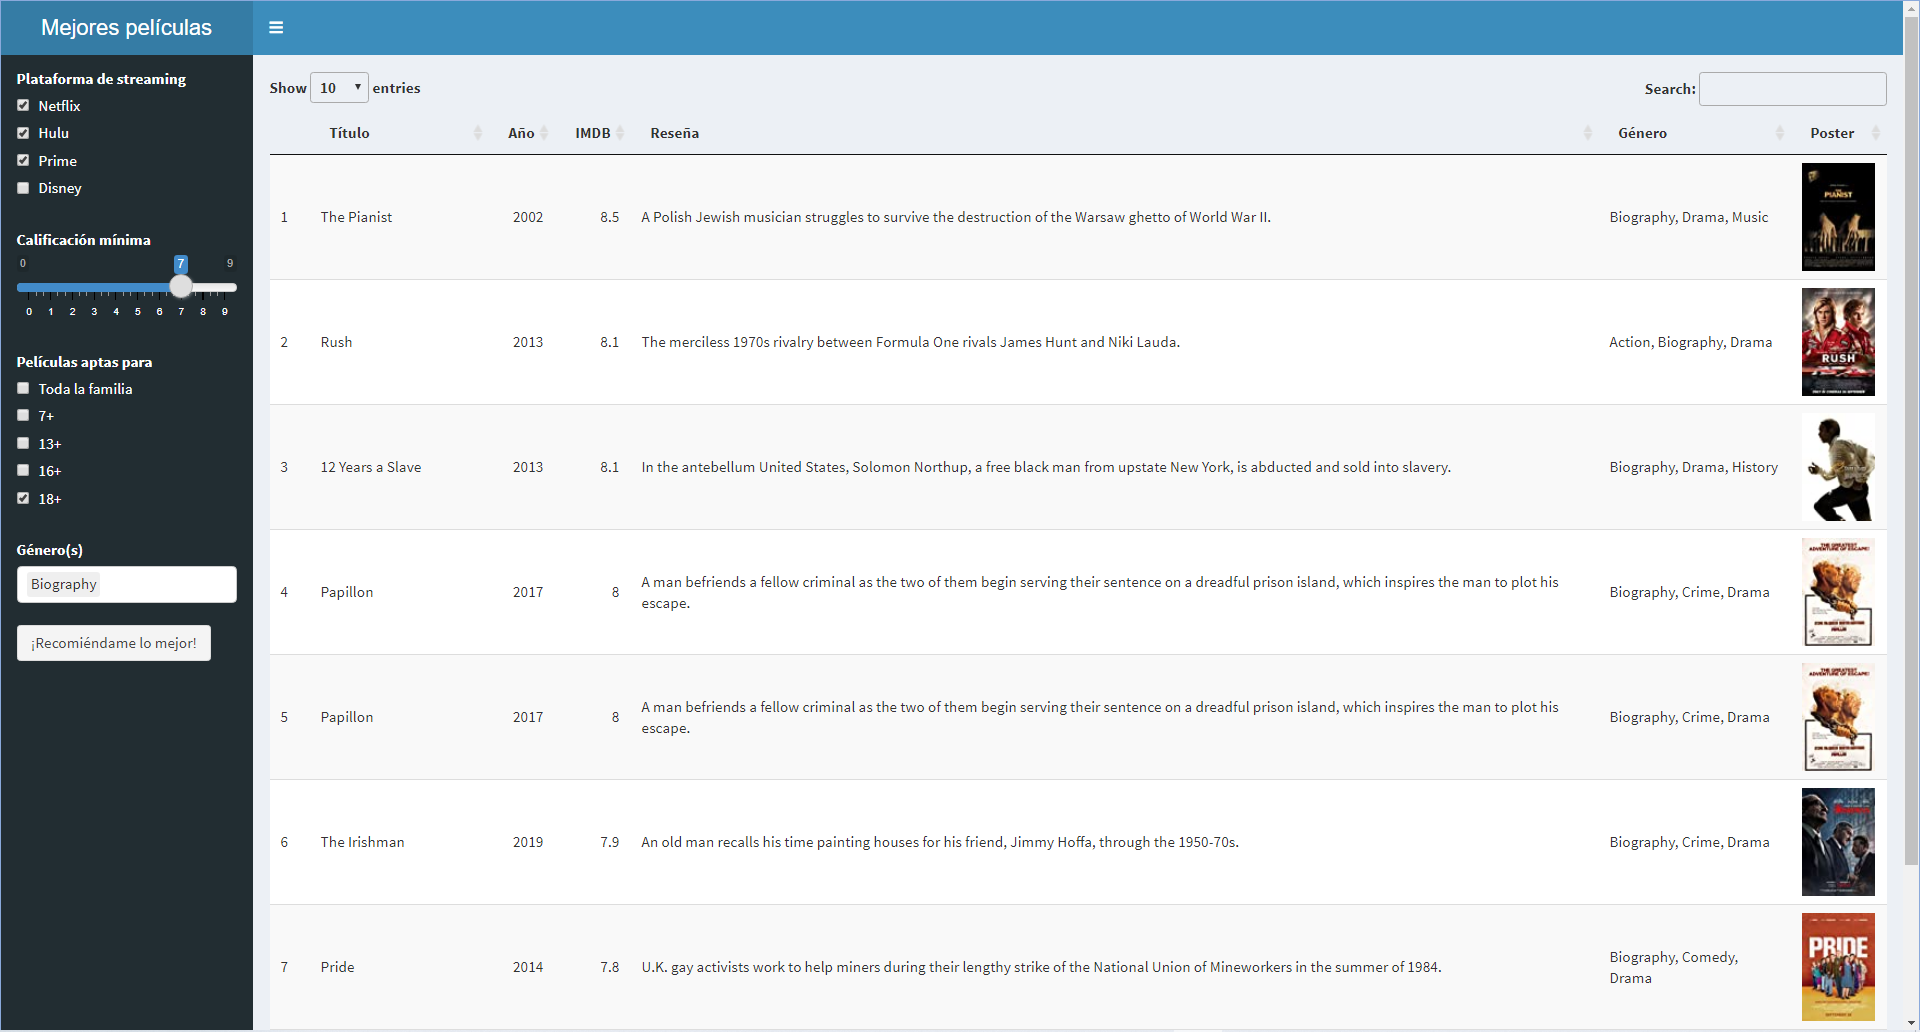 Mejores películas
Plataforma de streaming
Netflix
Hulu
Prime
Disney
Calificación mínima
0 7 9
0 1 2 3 4 5 6 7 8 9
Películas aptas para
Toda la familia
7+
13+
16+
18+
Género(s)
Biography
¡Recomiéndame lo mejor!
Show 10 entries
Search:
Título Año IMDB Reseña Género Poster
1 The Pianist 2002 8.5 A Polish Jewish musician struggles to survive the destruction of the Warsaw ghetto of World War II. Biography, Drama, Music
PIANIST
2 Rush 2013 8.1 The merciless 1970s rivalry between Formula One rivals James Hunt and Niki Lauda. Action, Biography, Drama
RUSH
3 12 Years a Slave 2013 8.1 In the antebellum United States, Solomon Northup, a free black man from upstate New York, is abducted and sold into slavery. Biography, Drama, History
4 Papillon 2017 8 A man befriends a fellow criminal as the two of them begin serving their sentence on a dreadful prison island, which inspires the man to plot his
escape. Biography, Crime, Drama
THE GREATEST
ADVENTURE OF ESCAPE!
5 Papillon 2017 8 A man befriends a fellow criminal as the two of them begin serving their sentence on a dreadful prison island, which inspires the man to plot his
escape. Biography, Crime, Drama
THE GREATEST
ADVENTURE OF ESCAPE!
6 The Irishman 2019 7.9 An old man recalls his time painting houses for his friend, Jimmy Hoffa, through the 1950-70s. Biography, Crime, Drama
7 Pride 2014 7.8 U.K. gay activists work to help miners during their lengthy strike of the National Union of Mineworkers in the summer of 1984. Biography, Comedy,
Drama
PRIDE